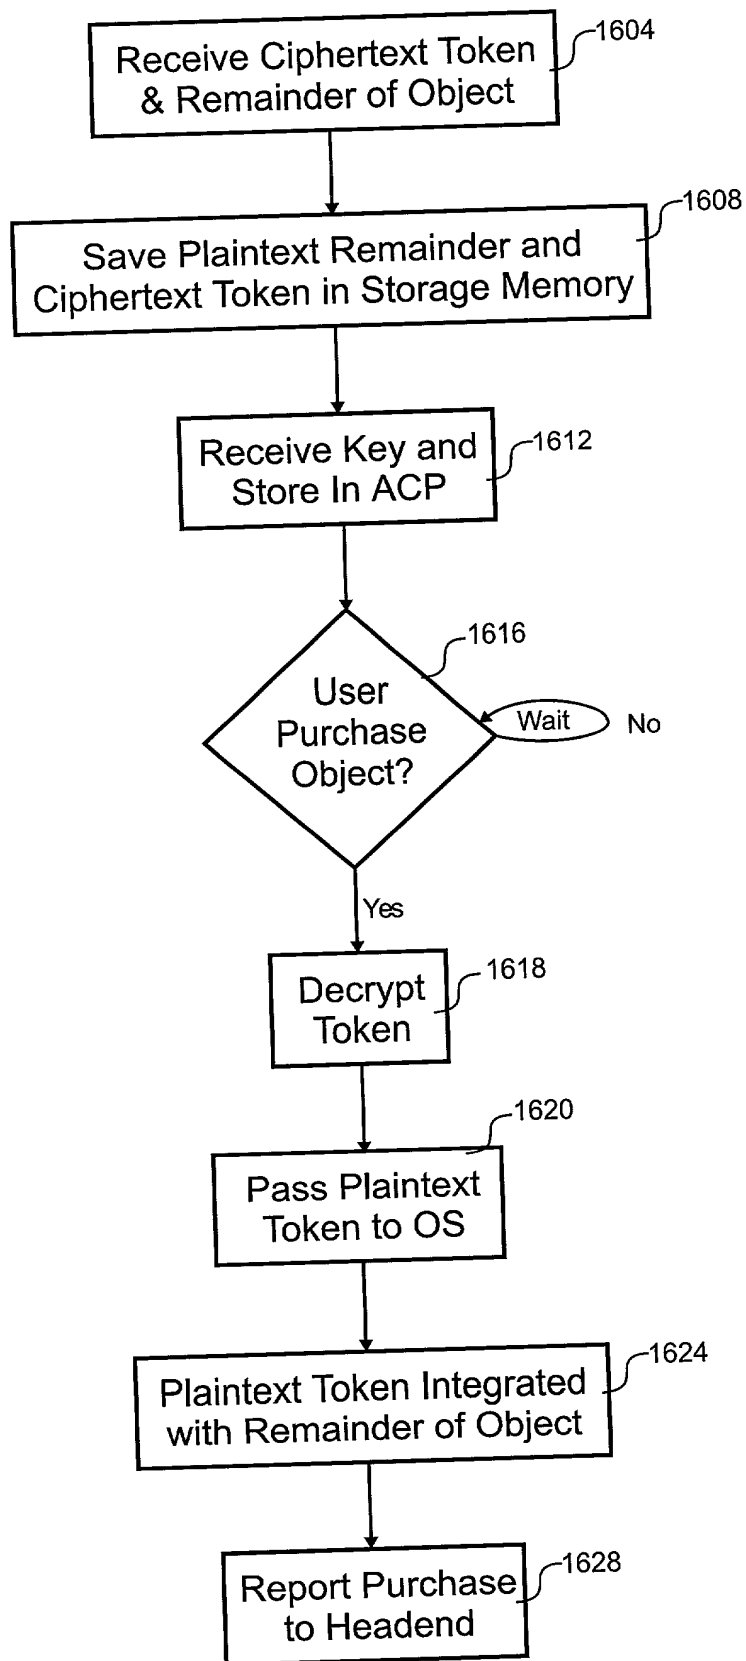 1604
Receive Ciphertext Token
& Remainder of Object
1608
Save Plaintext Remainder and
Ciphertext Token in Storage Memory
1612
Receive Key and
Store In ACP
1616
User
Purchase
Object?
Wait
No
Yes
1618
Decrypt
Token
1620
Pass Plaintext
Token to OS
1624
Plaintext Token Integrated
with Remainder of Object
1628
Report Purchase
to Headend